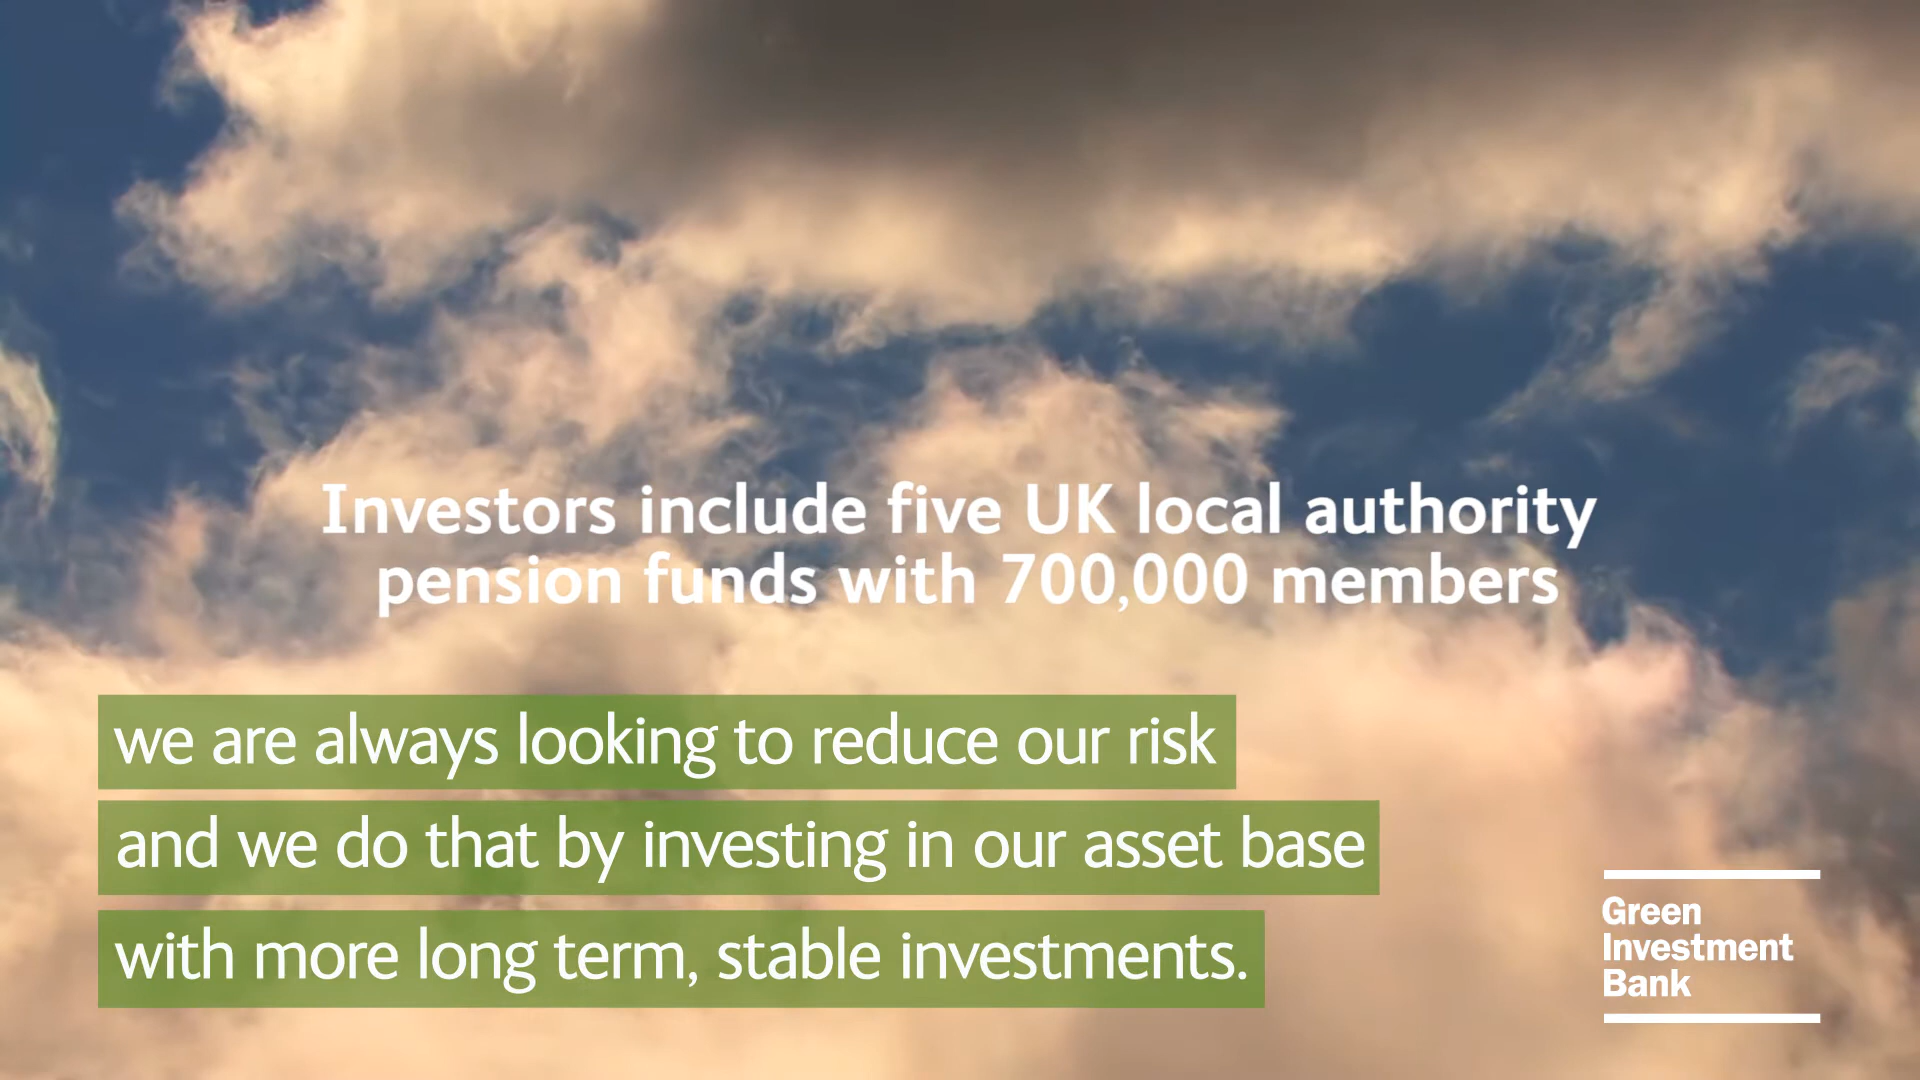 Investors include five UK local authority
pension funds with 700,000 members
we are always looking to reduce our risk
and we do that by investing in our asset base
with more long term, stable investments.
Green
Investment
Bank